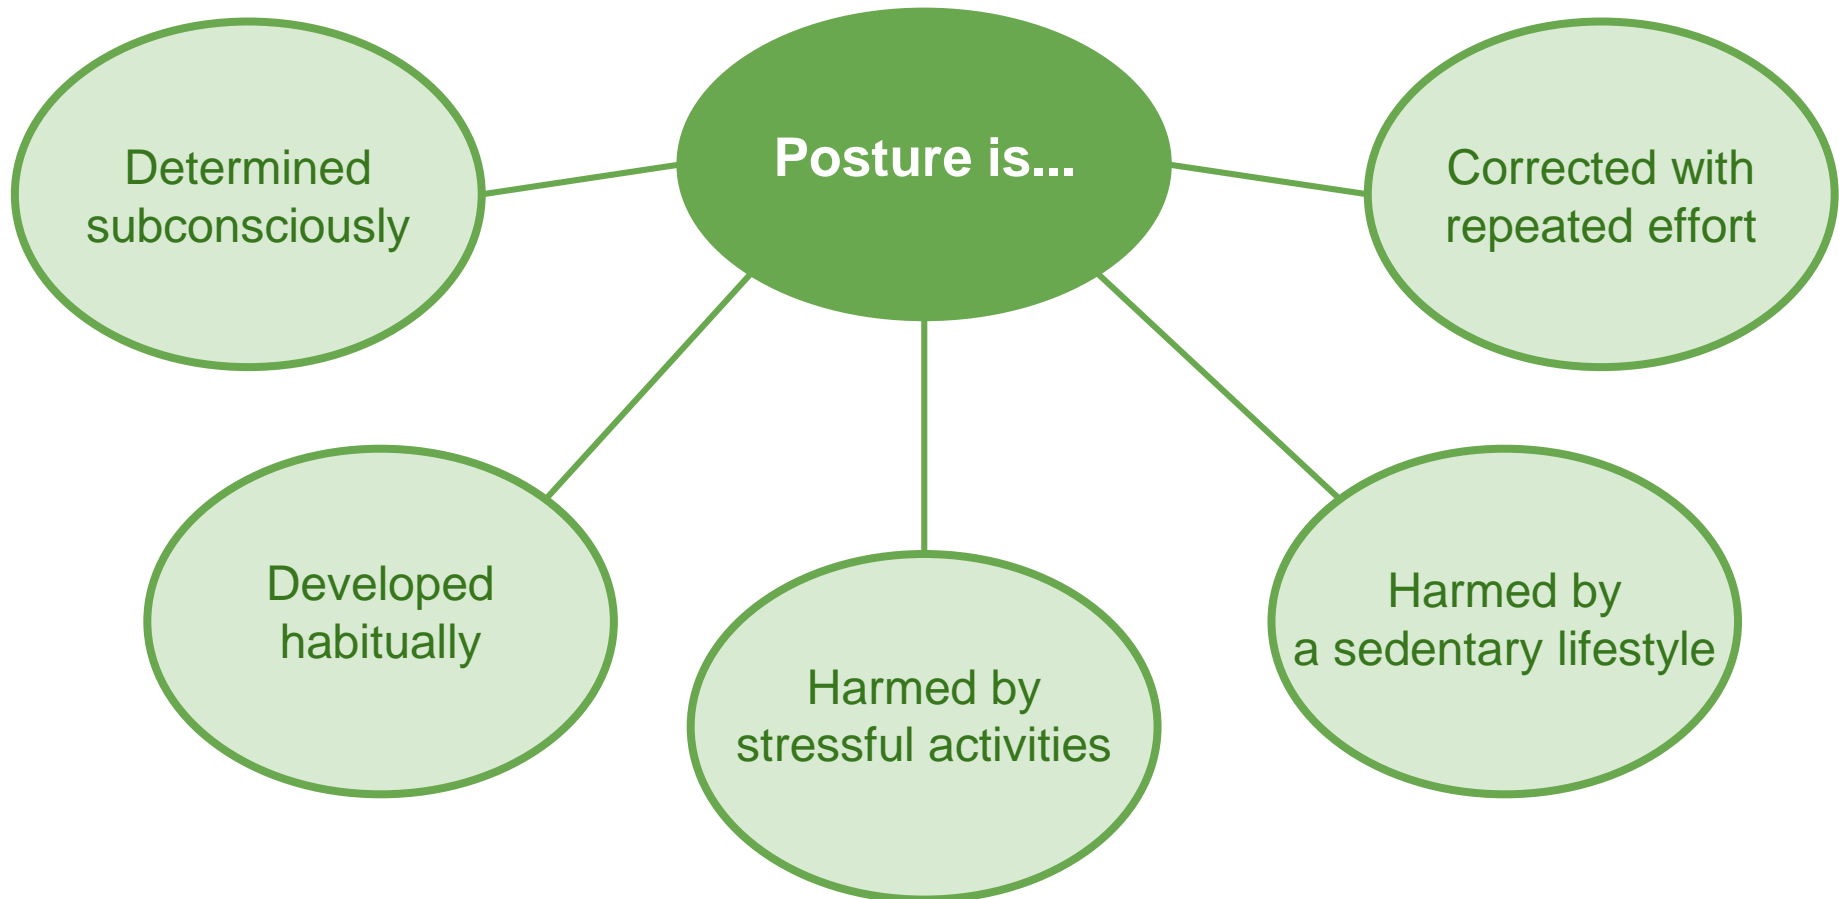 Posture is...
Determined
subconsciously
Developed
habitually
Harmed by
stressful activities
Harmed by
a sedentary lifestyle
Corrected with
repeated effort